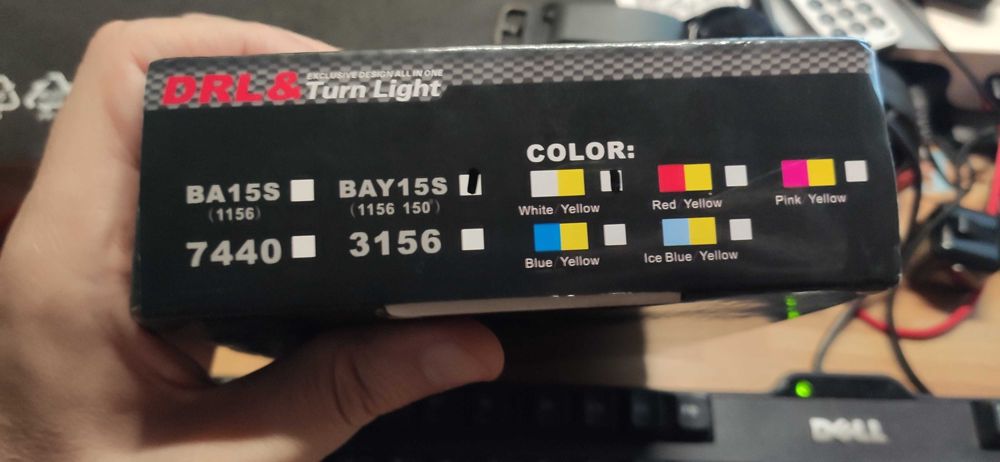 DRL&
EXCLUSIVE DESIGN ALL IN ONE
Turn Light
BA15S
(1156)
BAY15S
(1156 150°)
7440
3156
COLOR:
White/Yellow
Red/Yellow
Pink/Yellow
Blue/Yellow
Ice Blue/Yellow
DELL